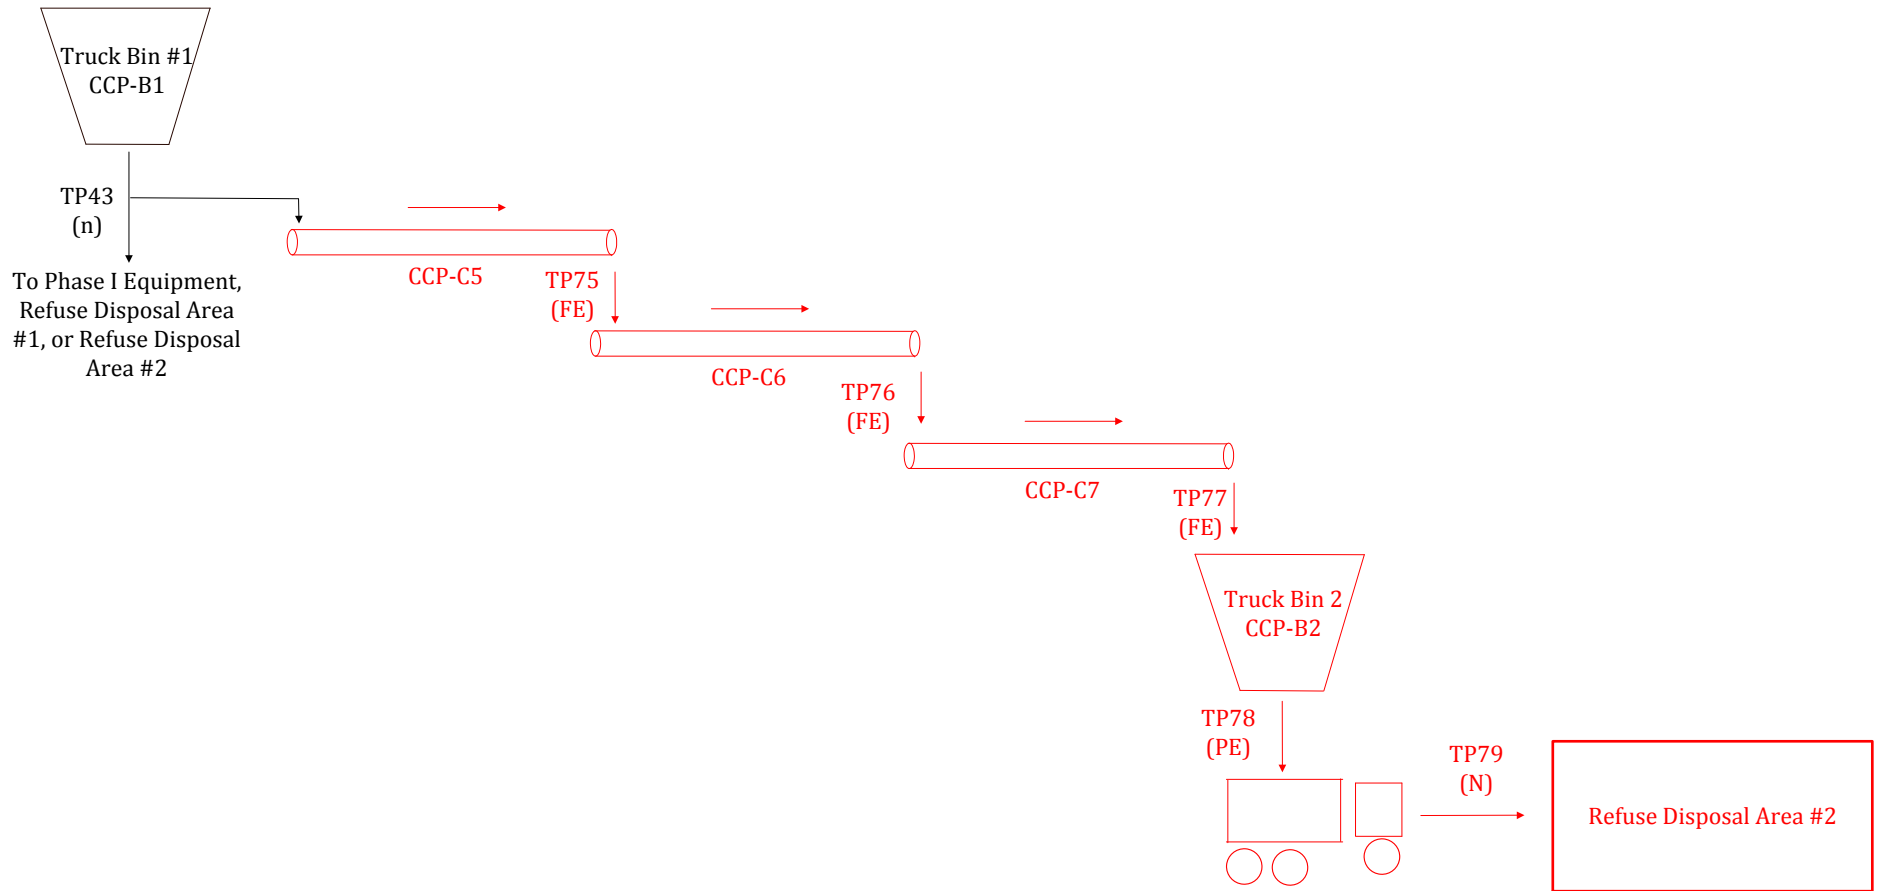 Truck Bin #1
CCP-B1
TP43
(n)
To Phase I Equipment,
Refuse Disposal Area
#1, or Refuse Disposal
Area #2
CCP-C5
TP75
(FE)
CCP-C6
TP76
(FE)
CCP-C7
TP77
(FE)
Truck Bin 2
CCP-B2
TP78
(PE)
TP79
(N)
Refuse Disposal Area #2